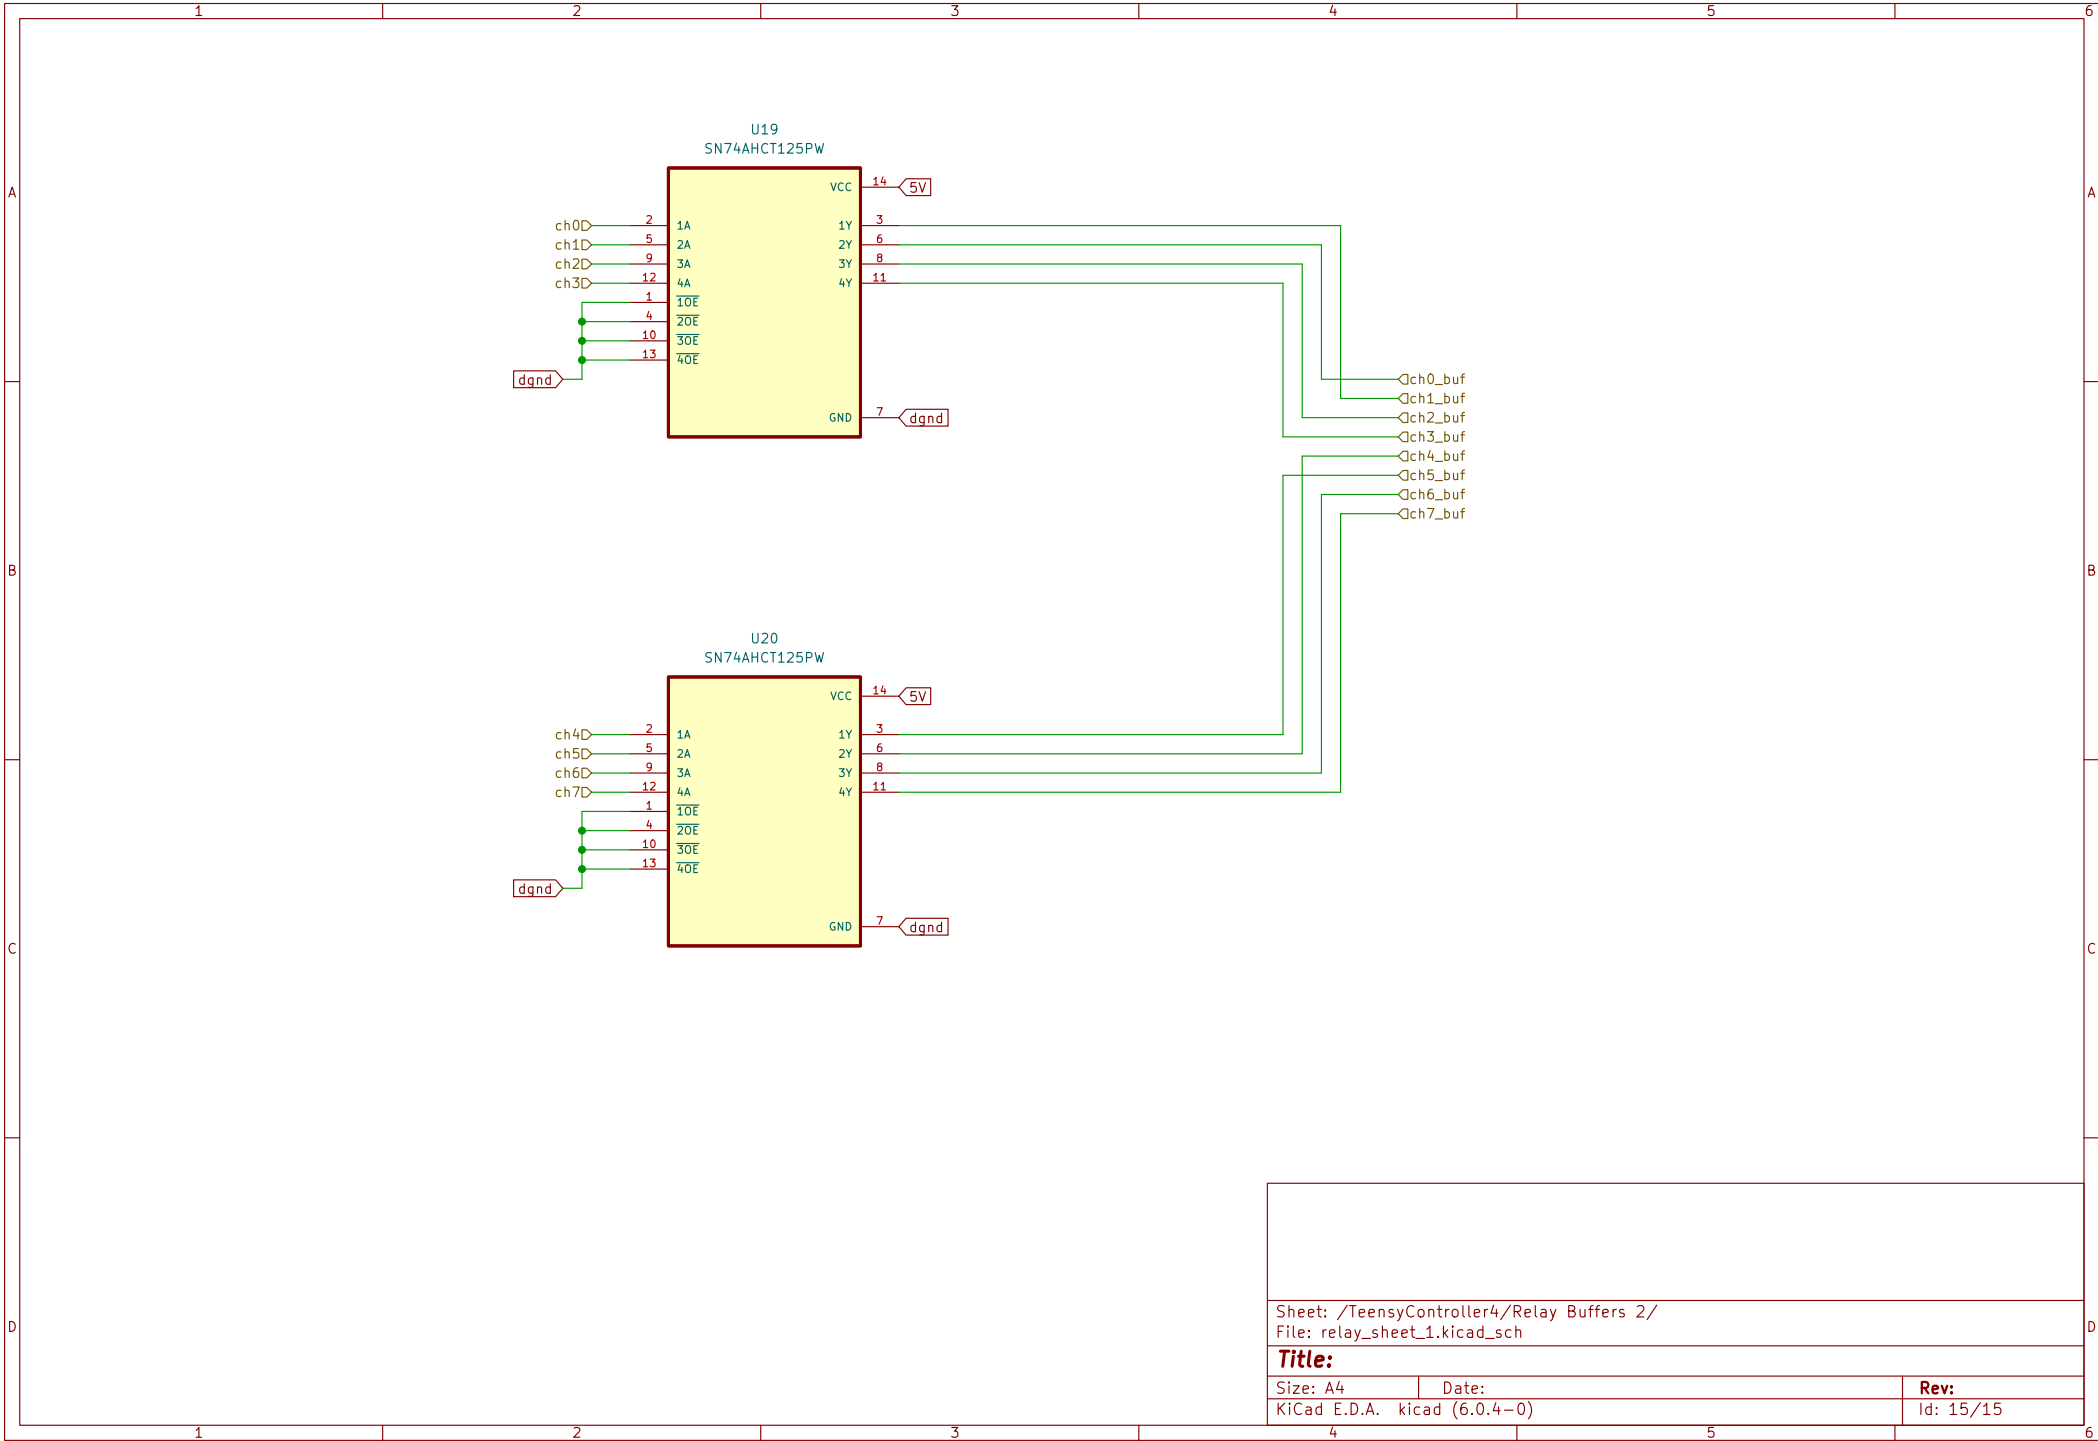 1 2 3 4 5 6
A A
U19
SN74AHCT125PW
VCC 14 5V
ch0 2 1A 1Y 3
ch1 5 2A 2Y 6
ch2 9 3A 3Y 8
ch3 12 4A 4Y 11
1 1OE
4 2OE
10 3OE
13 4OE
dgnd
GND 7 dgnd
ch0_buf
ch1_buf
ch2_buf
ch3_buf
ch4_buf
ch5_buf
ch6_buf
ch7_buf
B B
U20
SN74AHCT125PW
VCC 14 5V
ch4 2 1A 1Y 3
ch5 5 2A 2Y 6
ch6 9 3A 3Y 8
ch7 12 4A 4Y 11
1 1OE
4 2OE
10 3OE
13 4OE
dgnd
GND 7 dgnd
C C
D D
Sheet: /TeensyController4/Relay Buffers 2/
File: relay_sheet_1.kicad_sch
Title:
Size: A4 Date: Rev:
KiCad E.D.A. kicad (6.0.4-0) Id: 15/15
1 2 3 4 5 6